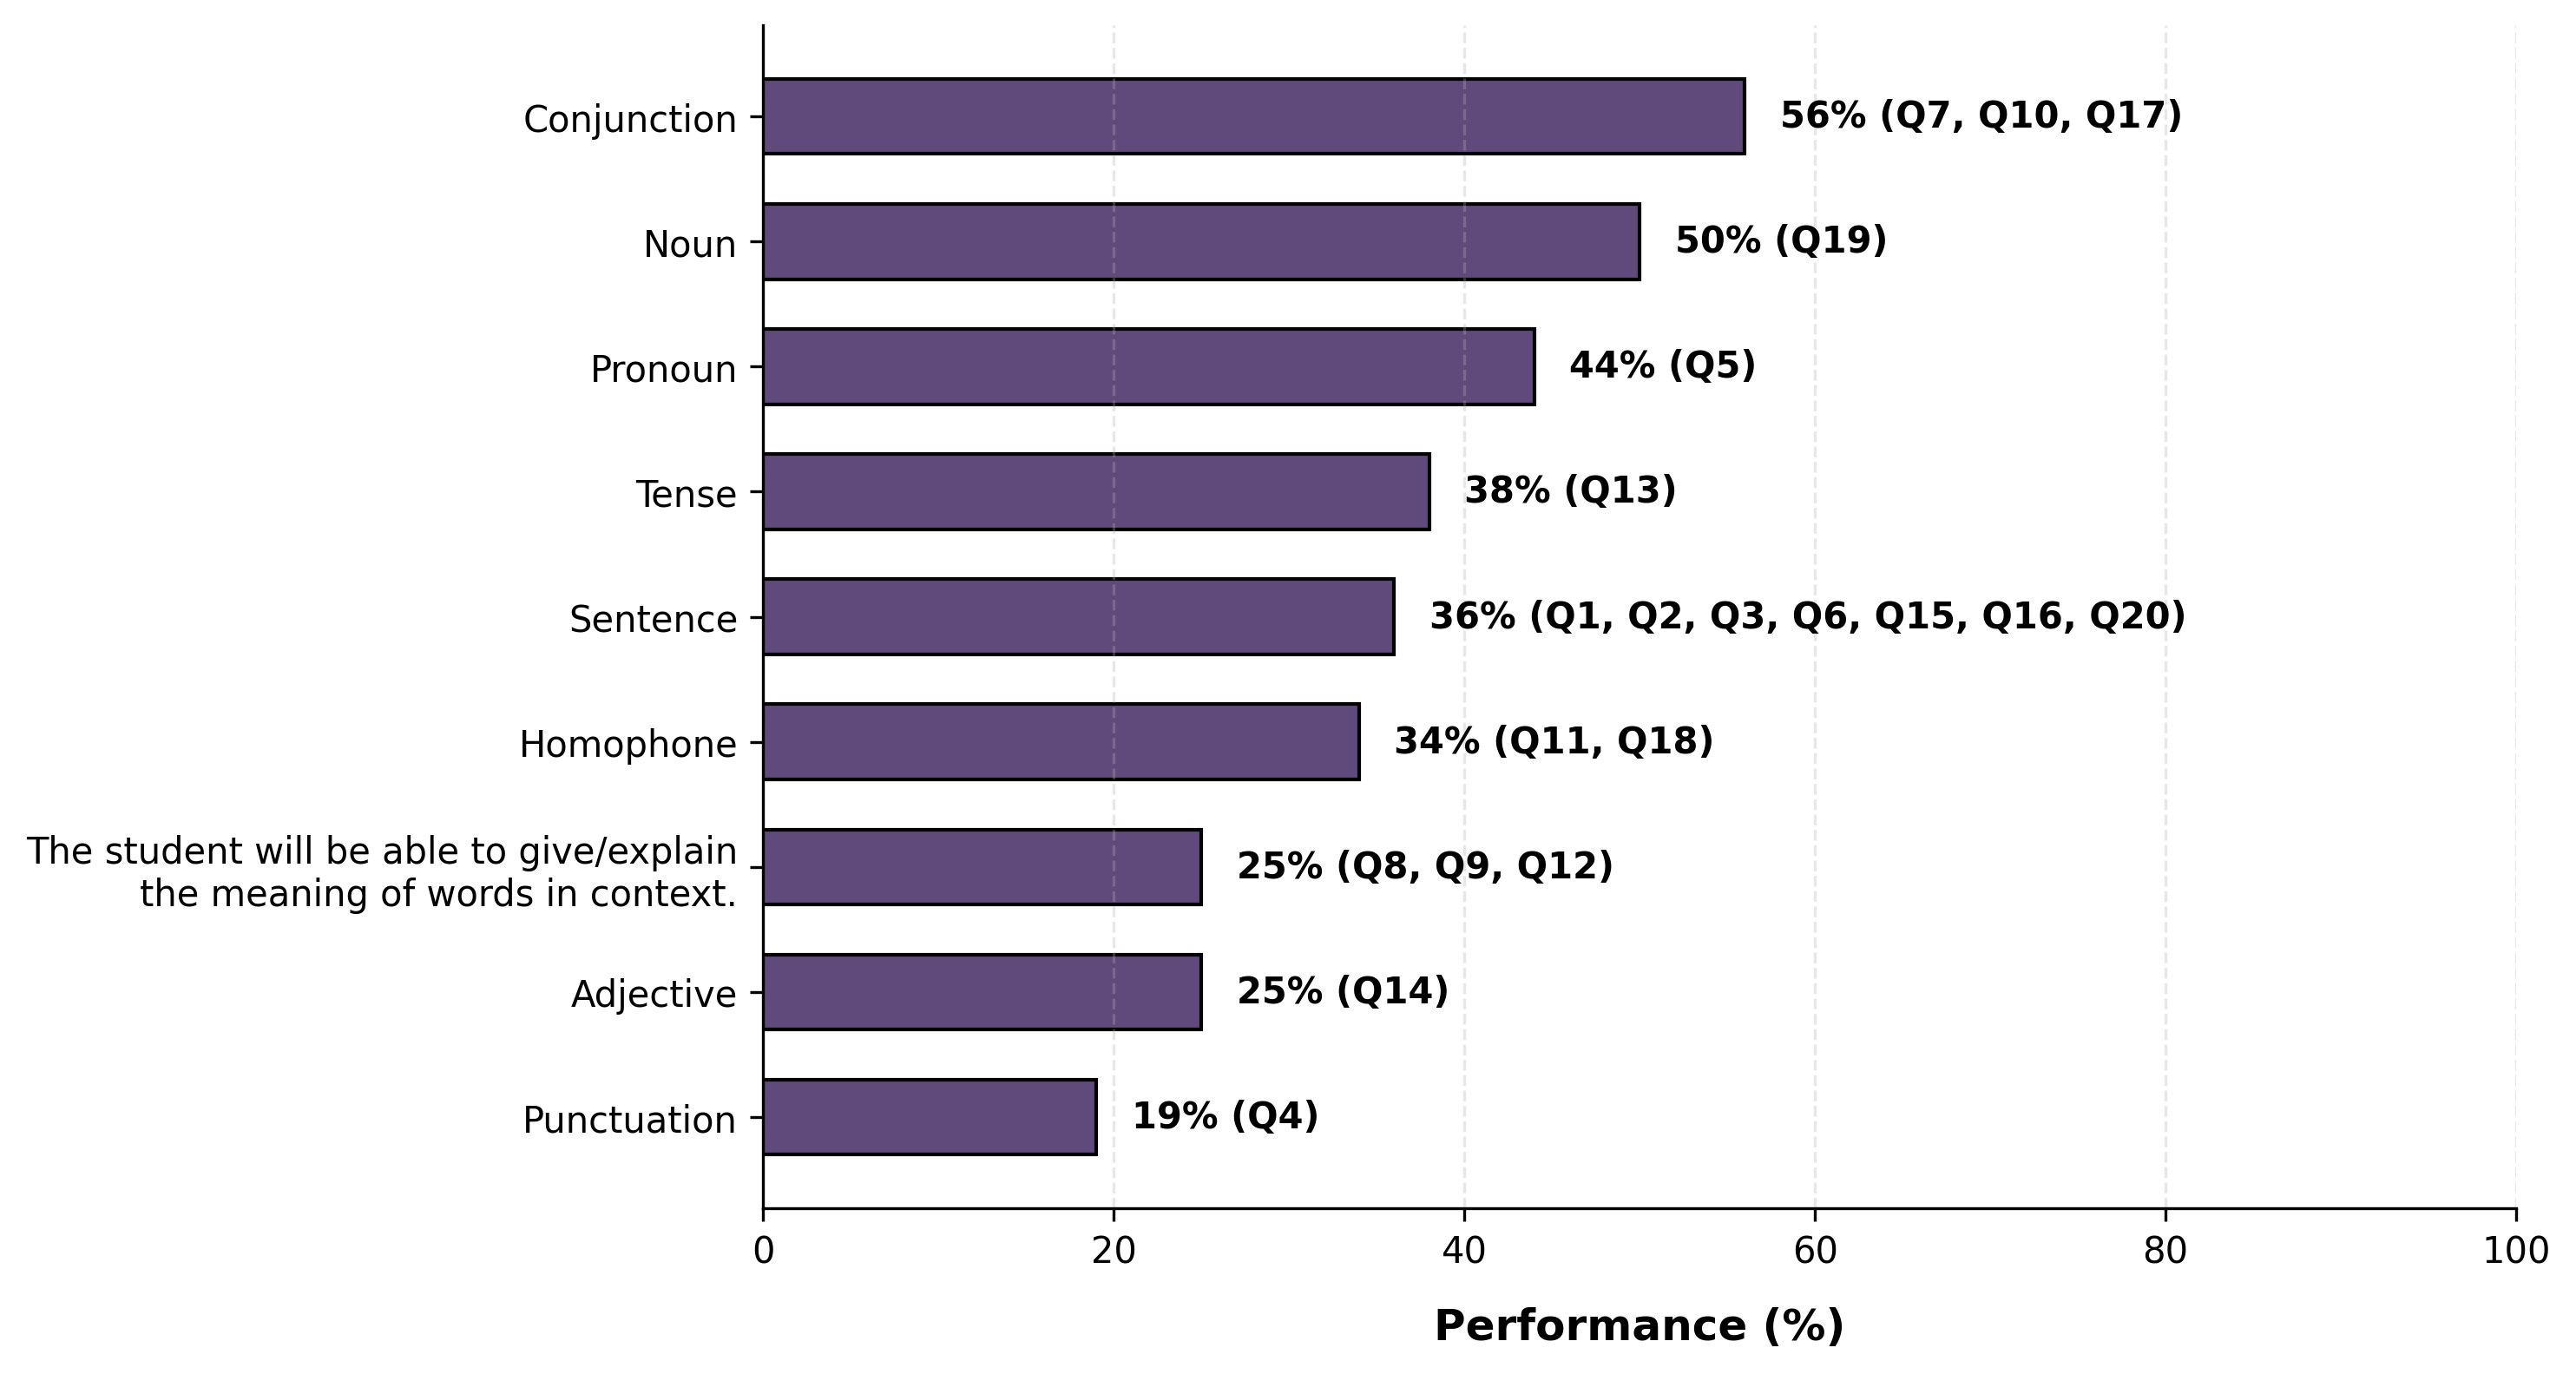 Conjunction 56% (Q7, Q10, Q17)
Noun 50% (Q19)
Pronoun 44% (Q5)
Tense 38% (Q13)
Sentence 36% (Q1, Q2, Q3, Q6, Q15, Q16, Q20)
Homophone 34% (Q11, Q18)
The student will be able to give/explain
the meaning of words in context. 25% (Q8, Q9, Q12)
Adjective 25% (Q14)
Punctuation 19% (Q4)
0 20 40 60 80 100
Performance (%)